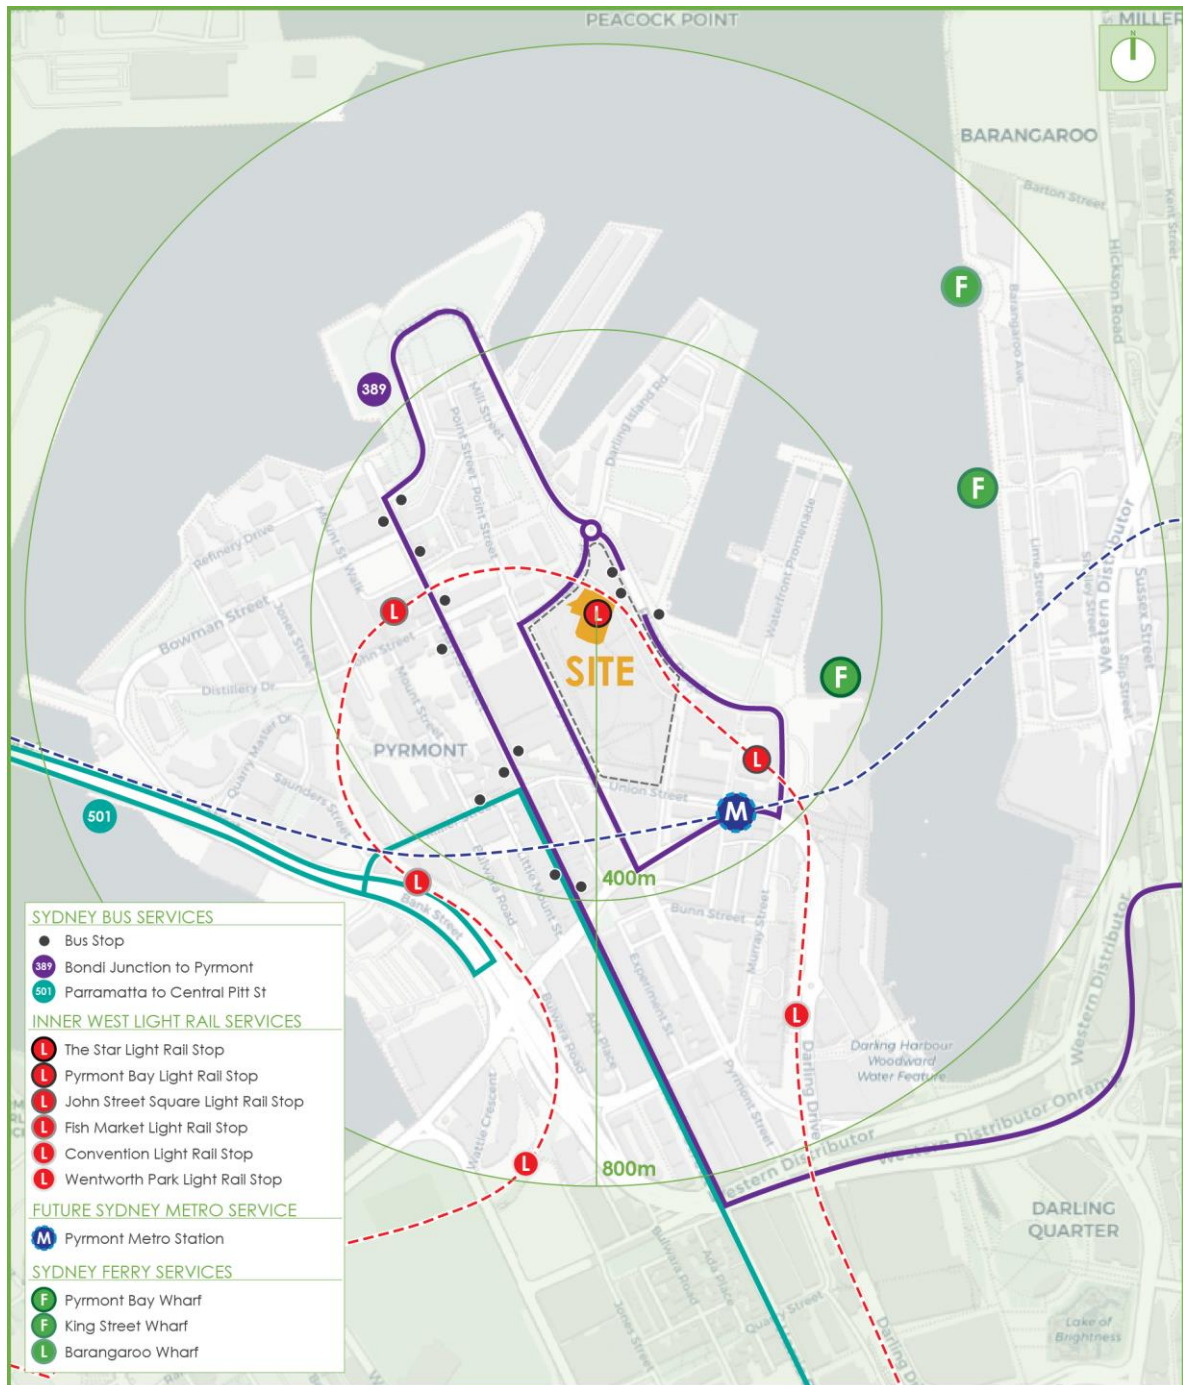 PEACOCK POINT
MILLER
N
BARANGAROO
Barton Street
Kent Street
Hickson Road
F
Barangaroo Ave
389
Mill Street
Darling Island Rd
Point Street
Point Street
F
Waterfront Promenade
Refinery Drive
Mount St Walk
Western Distributor
Lime Street
Sussex Street
Slip Street
Jones Street
Bowman Street
L
L
John Street
SITE
F
Distillery Dr
Mount Street
Quarry Master Dr
PYRMONT
L
Saunders Street
Union Street
M
501
400m
L
Bank Street
Bulwara Road
Little Mount St
Bunn Street
Murray Street
Experiment St
Western Distributor
L
Bulwara Road
Ada Place
Darling Drive
Darling Harbour
Woodward
Water Feature
Pyrmont Street
Wattle Crescent
L
800m
Western Distributor
Western Distributor Onramp
DARLING
QUARTER
Bulwara Road
Ada Place
Jones Street
Quarry Street
Lake of
Brightness
SYDNEY BUS SERVICES
Bus Stop
389 Bondi Junction to Pyrmont
501 Parramatta to Central Pitt St
INNER WEST LIGHT RAIL SERVICES
L The Star Light Rail Stop
L Pyrmont Bay Light Rail Stop
L John Street Square Light Rail Stop
L Fish Market Light Rail Stop
L Convention Light Rail Stop
L Wentworth Park Light Rail Stop
FUTURE SYDNEY METRO SERVICE
M Pyrmont Metro Station
SYDNEY FERRY SERVICES
F Pyrmont Bay Wharf
F King Street Wharf
L Barangaroo Wharf